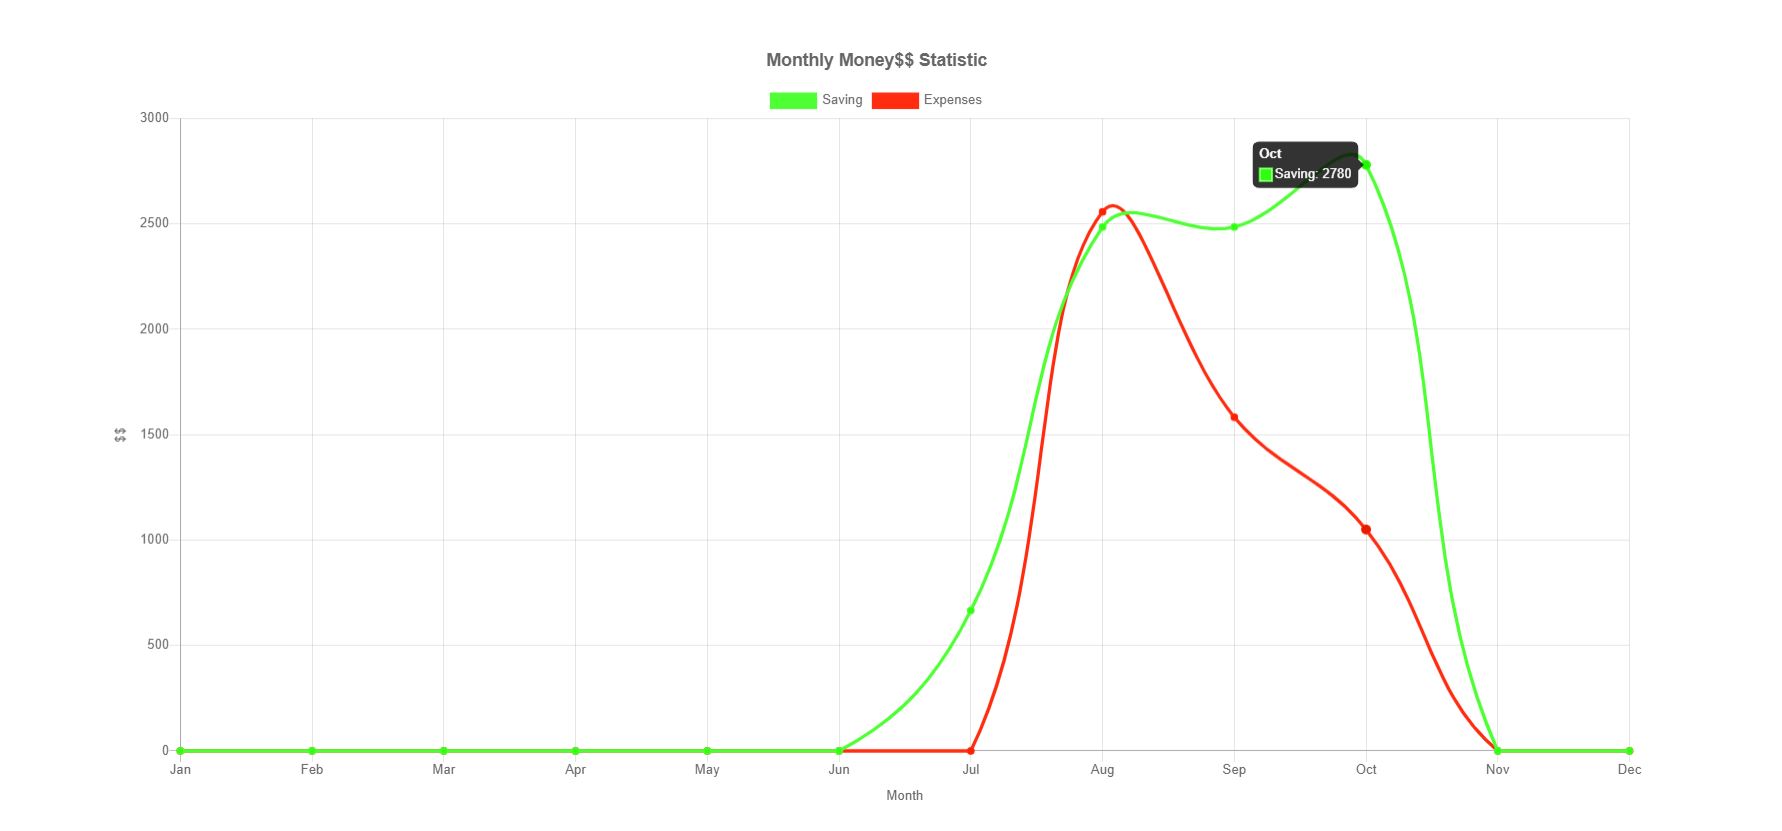 Monthly Money$$ Statistic
Saving Expenses
3000
Oct
Saving: 2780
2500
2000
1500
$$
1000
500
0
Jan Feb Mar Apr May Jun Jul Aug Sep Oct Nov Dec
Month